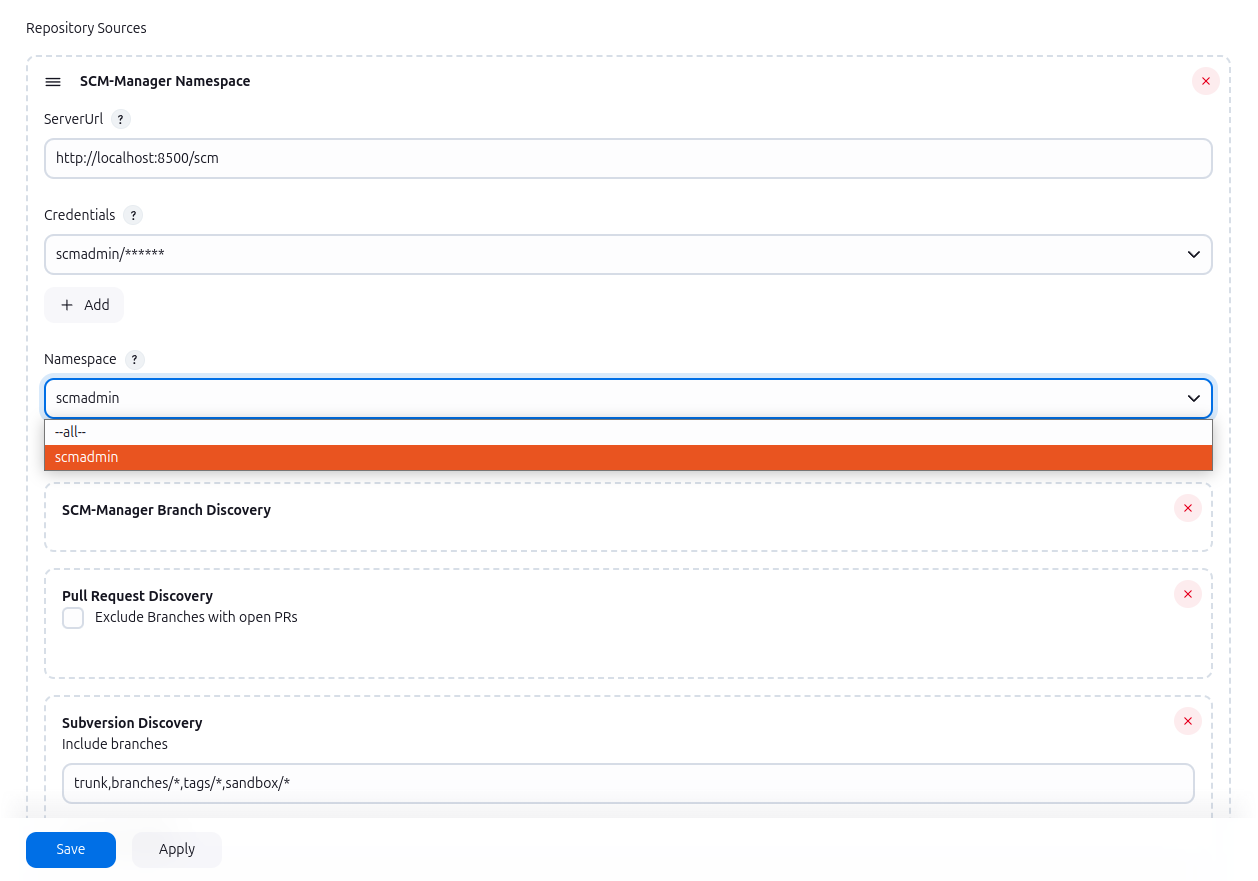 Repository Sources
SCM-Manager Namespace
ServerUrl ?
http://localhost:8500/scm
Credentials ?
scmadmin/******
+ Add
Namespace ?
scmadmin
--all--
scmadmin
SCM-Manager Branch Discovery
Pull Request Discovery
Exclude Branches with open PRs
Subversion Discovery
Include branches
trunk,branches/*,tags/*,sandbox/*
Save Apply